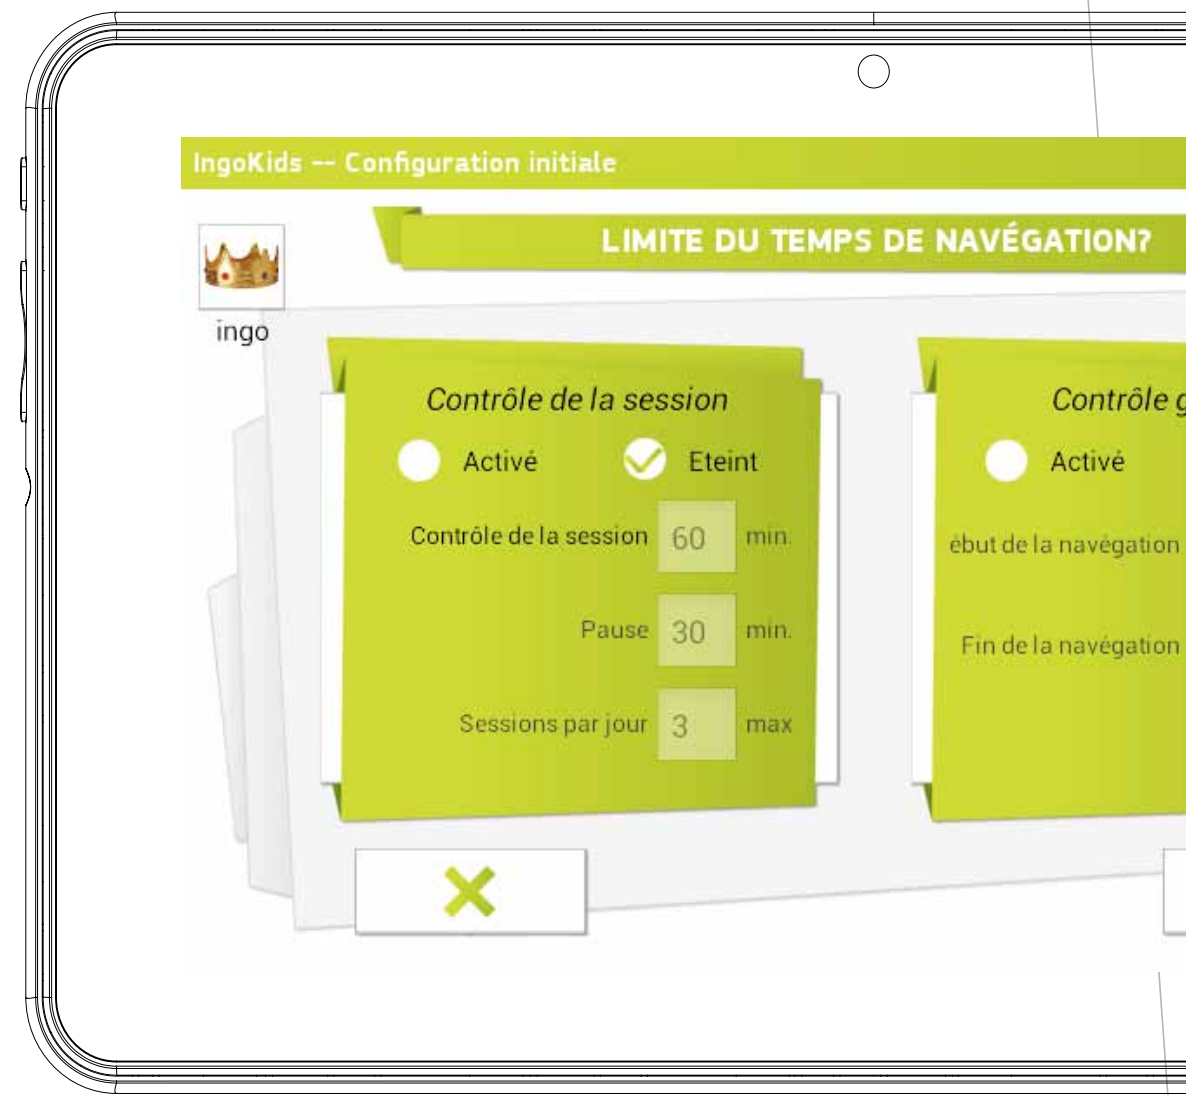 IngoKids -- Configuration initiale
LIMITE DU TEMPS DE NAVÉGATION?
ingo
Contrôle de la session
Activé
Eteint
Contrôle de la session 60 min.
Pause 30 min.
Sessions par jour 3 max
Contrôle g
Activé
ébut de la navégation
Fin de la navégation